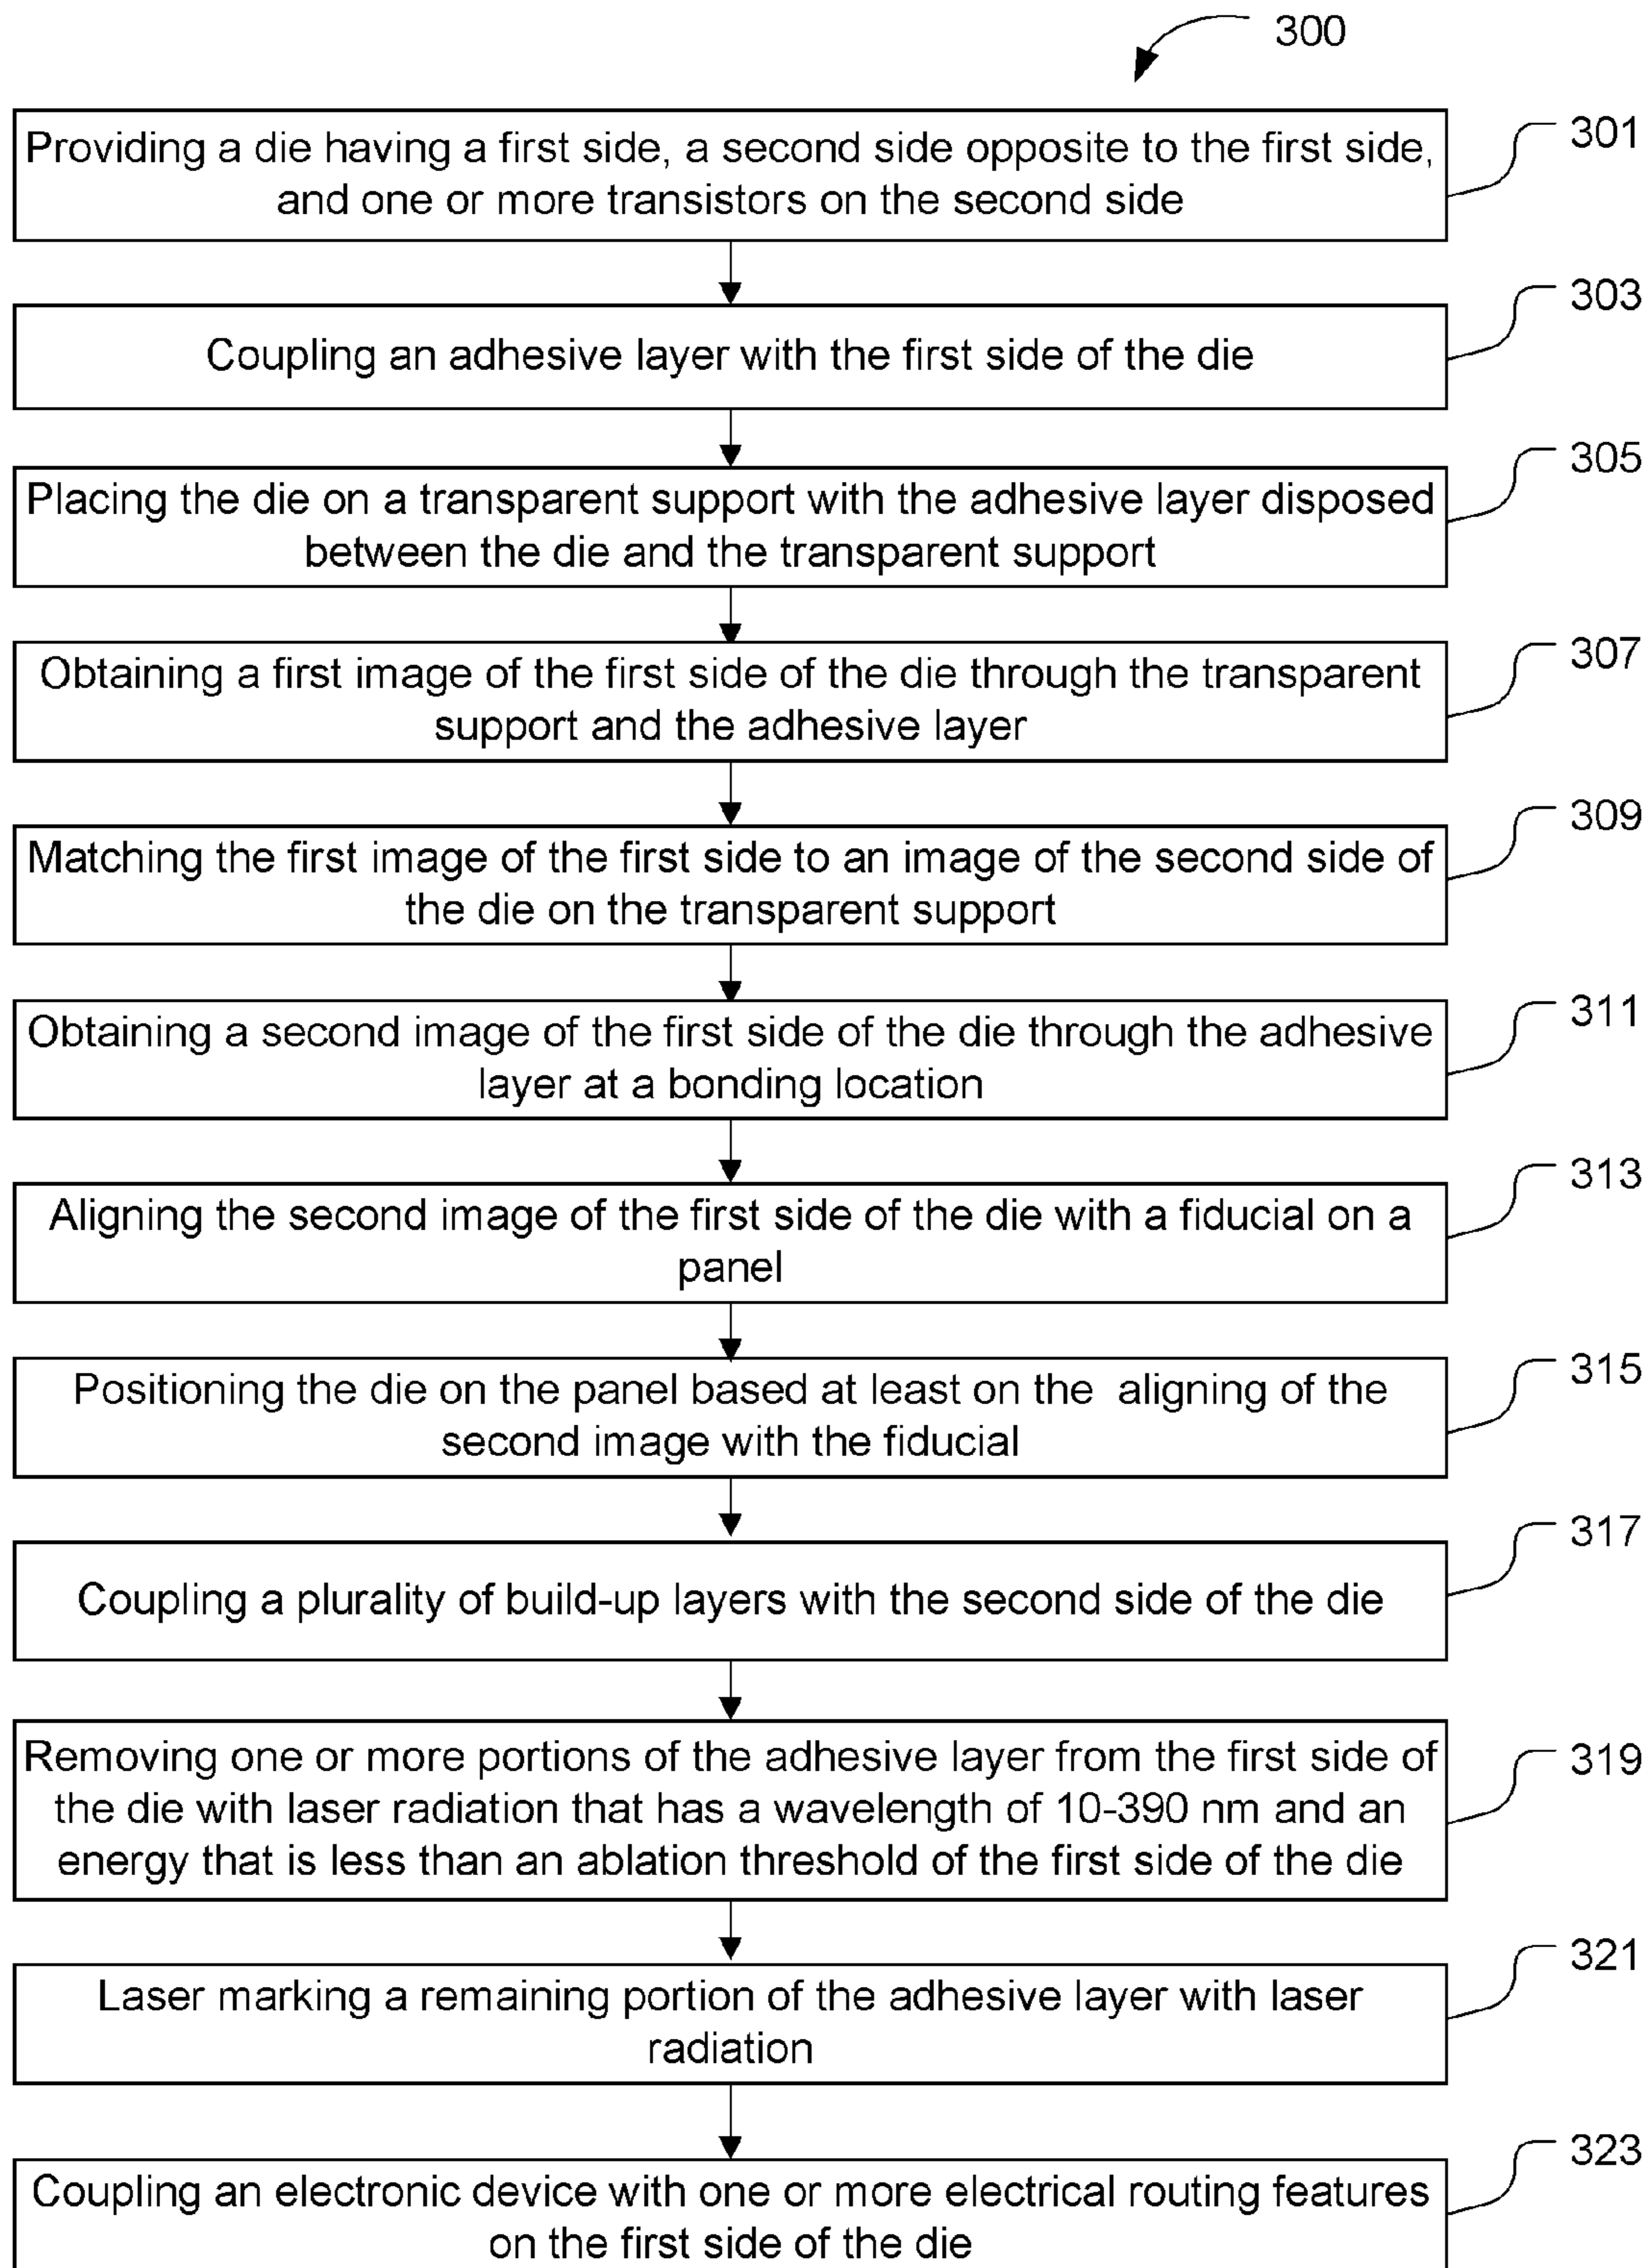 300
Providing a die having a first side, a second side opposite to the first side,
and one or more transistors on the second side
301
Coupling an adhesive layer with the first side of the die
303
Placing the die on a transparent support with the adhesive layer disposed
between the die and the transparent support
305
Obtaining a first image of the first side of the die through the transparent
support and the adhesive layer
307
Matching the first image of the first side to an image of the second side of
the die on the transparent support
309
Obtaining a second image of the first side of the die through the adhesive
layer at a bonding location
311
Aligning the second image of the first side of the die with a fiducial on a
panel
313
Positioning the die on the panel based at least on the aligning of the
second image with the fiducial
315
Coupling a plurality of build-up layers with the second side of the die
317
Removing one or more portions of the adhesive layer from the first side of
the die with laser radiation that has a wavelength of 10-390 nm and an
energy that is less than an ablation threshold of the first side of the die
319
Laser marking a remaining portion of the adhesive layer with laser
radiation
321
Coupling an electronic device with one or more electrical routing features
on the first side of the die
323